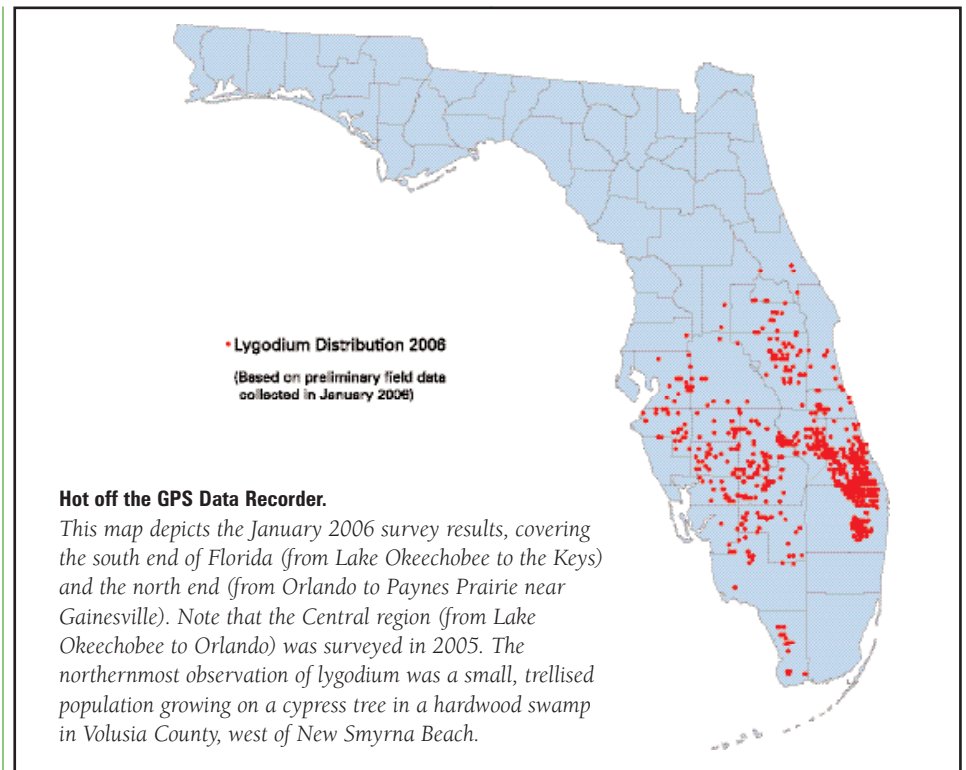 Lygodium Distribution 2006
(Based on preliminary field data
collected in January 2006)
Hot off the GPS Data Recorder.
This map depicts the January 2006 survey results, covering
the south end of Florida (from Lake Okeechobee to the Keys)
and the north end (from Orlando to Paynes Prairie near
Gainesville). Note that the Central region (from Lake
Okeechobee to Orlando) was surveyed in 2005. The
northernmost observation of lygodium was a small, trellised
population growing on a cypress tree in a hardwood swamp
in Volusia County, west of New Smyrna Beach.